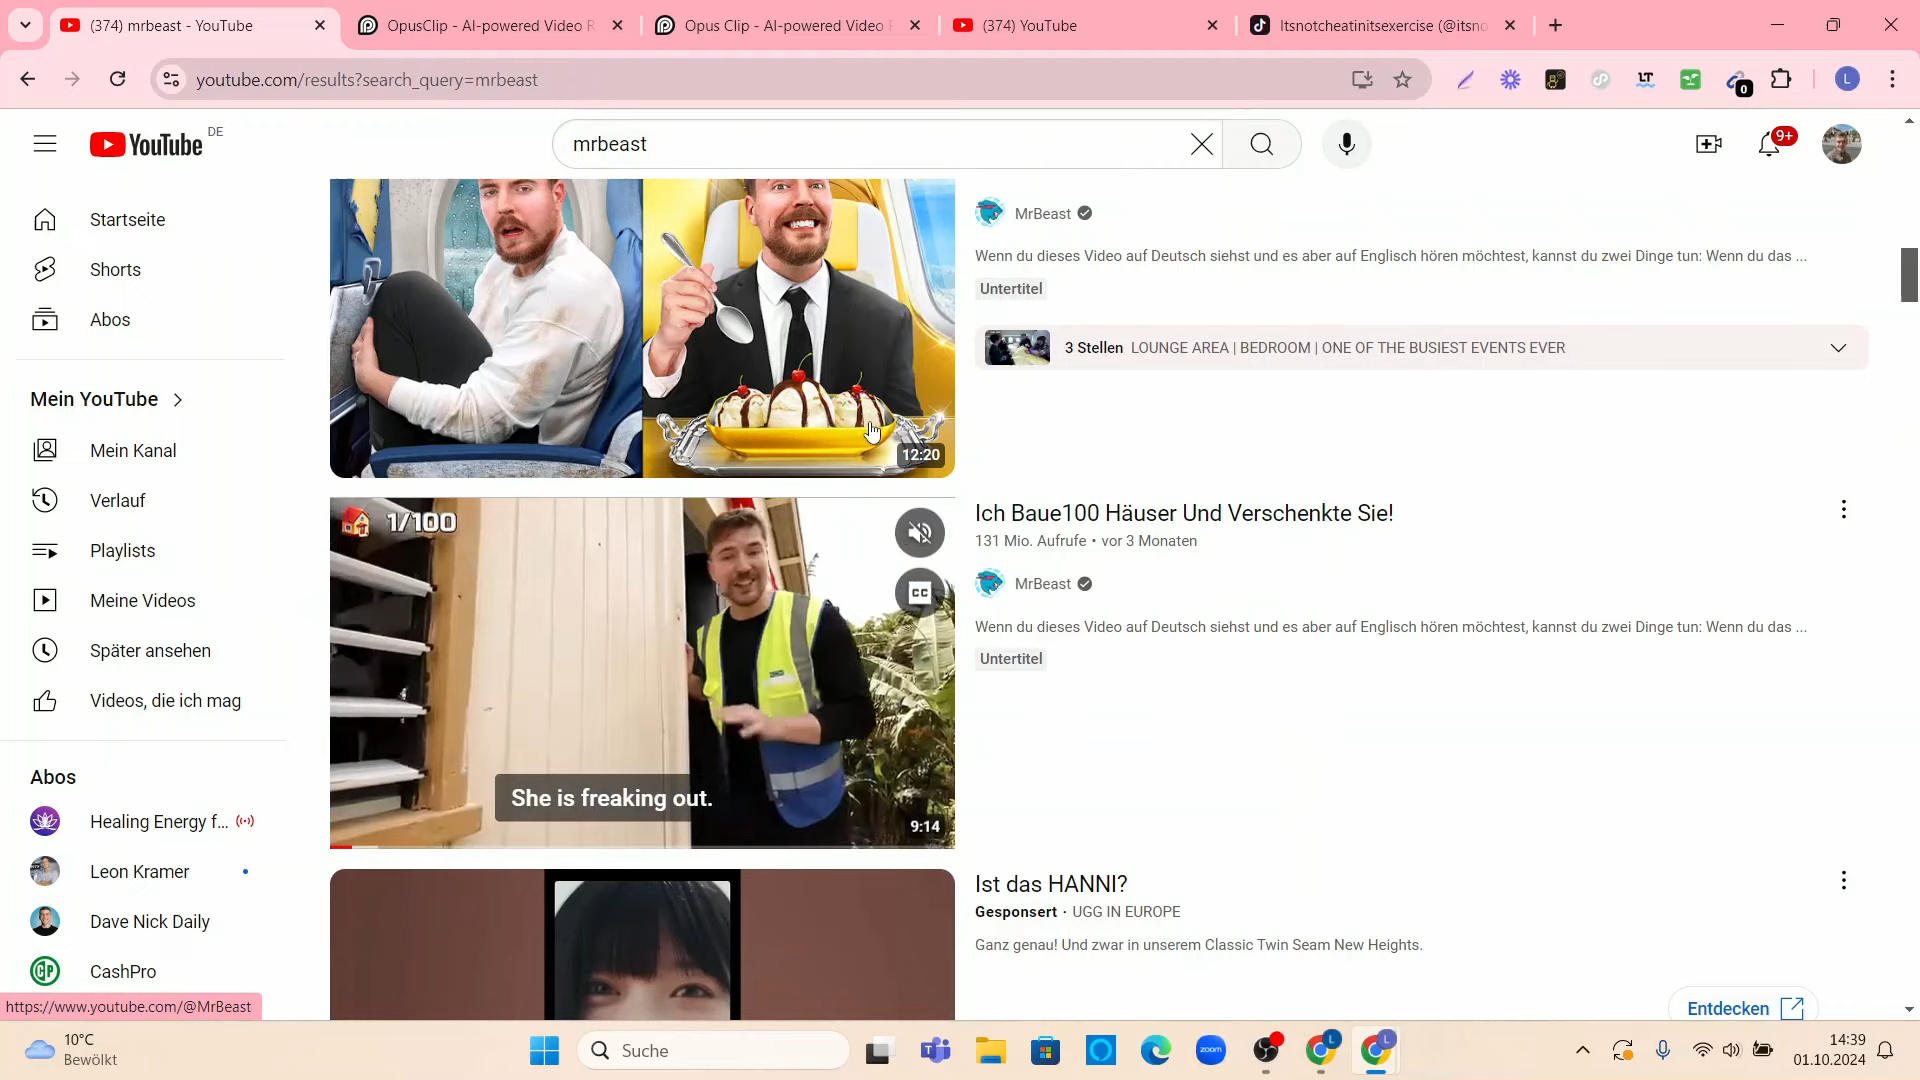 (374) mrbeast - YouTube
OpusClip - AI-powered Video R
Opus Clip - AI-powered Video
(374) YouTube
Itsnotcheatinitsexercise (@itsno
youtube.com/results?search_query=mrbeast
LT
0
L
YouTube DE
mrbeast
9+
Startseite
Shorts
Abos
Mein YouTube
Mein Kanal
Verlauf
Playlists
Meine Videos
Später ansehen
Videos, die ich mag
Abos
Healing Energy f...
Leon Kramer
Dave Nick Daily
CP
CashPro
https://www.youtube.com/@MrBeast
12:20
MrBeast
Wenn du dieses Video auf Deutsch siehst und es aber auf Englisch hören möchtest, kannst du zwei Dinge tun: Wenn du das ...
Untertitel
3 Stellen LOUNGE AREA | BEDROOM | ONE OF THE BUSIEST EVENTS EVER
1/100
CC
She is freaking out.
9:14
Ich Baue100 Häuser Und Verschenkte Sie!
131 Mio. Aufrufe • vor 3 Monaten
MrBeast
Wenn du dieses Video auf Deutsch siehst und es aber auf Englisch hören möchtest, kannst du zwei Dinge tun: Wenn du das ...
Untertitel
Ist das HANNI?
Gesponsert · UGG IN EUROPE
Ganz genau! Und zwar in unserem Classic Twin Seam New Heights.
Entdecken
10°C
Bewölkt
Suche
zoom
L
L
14:39
01.10.2024